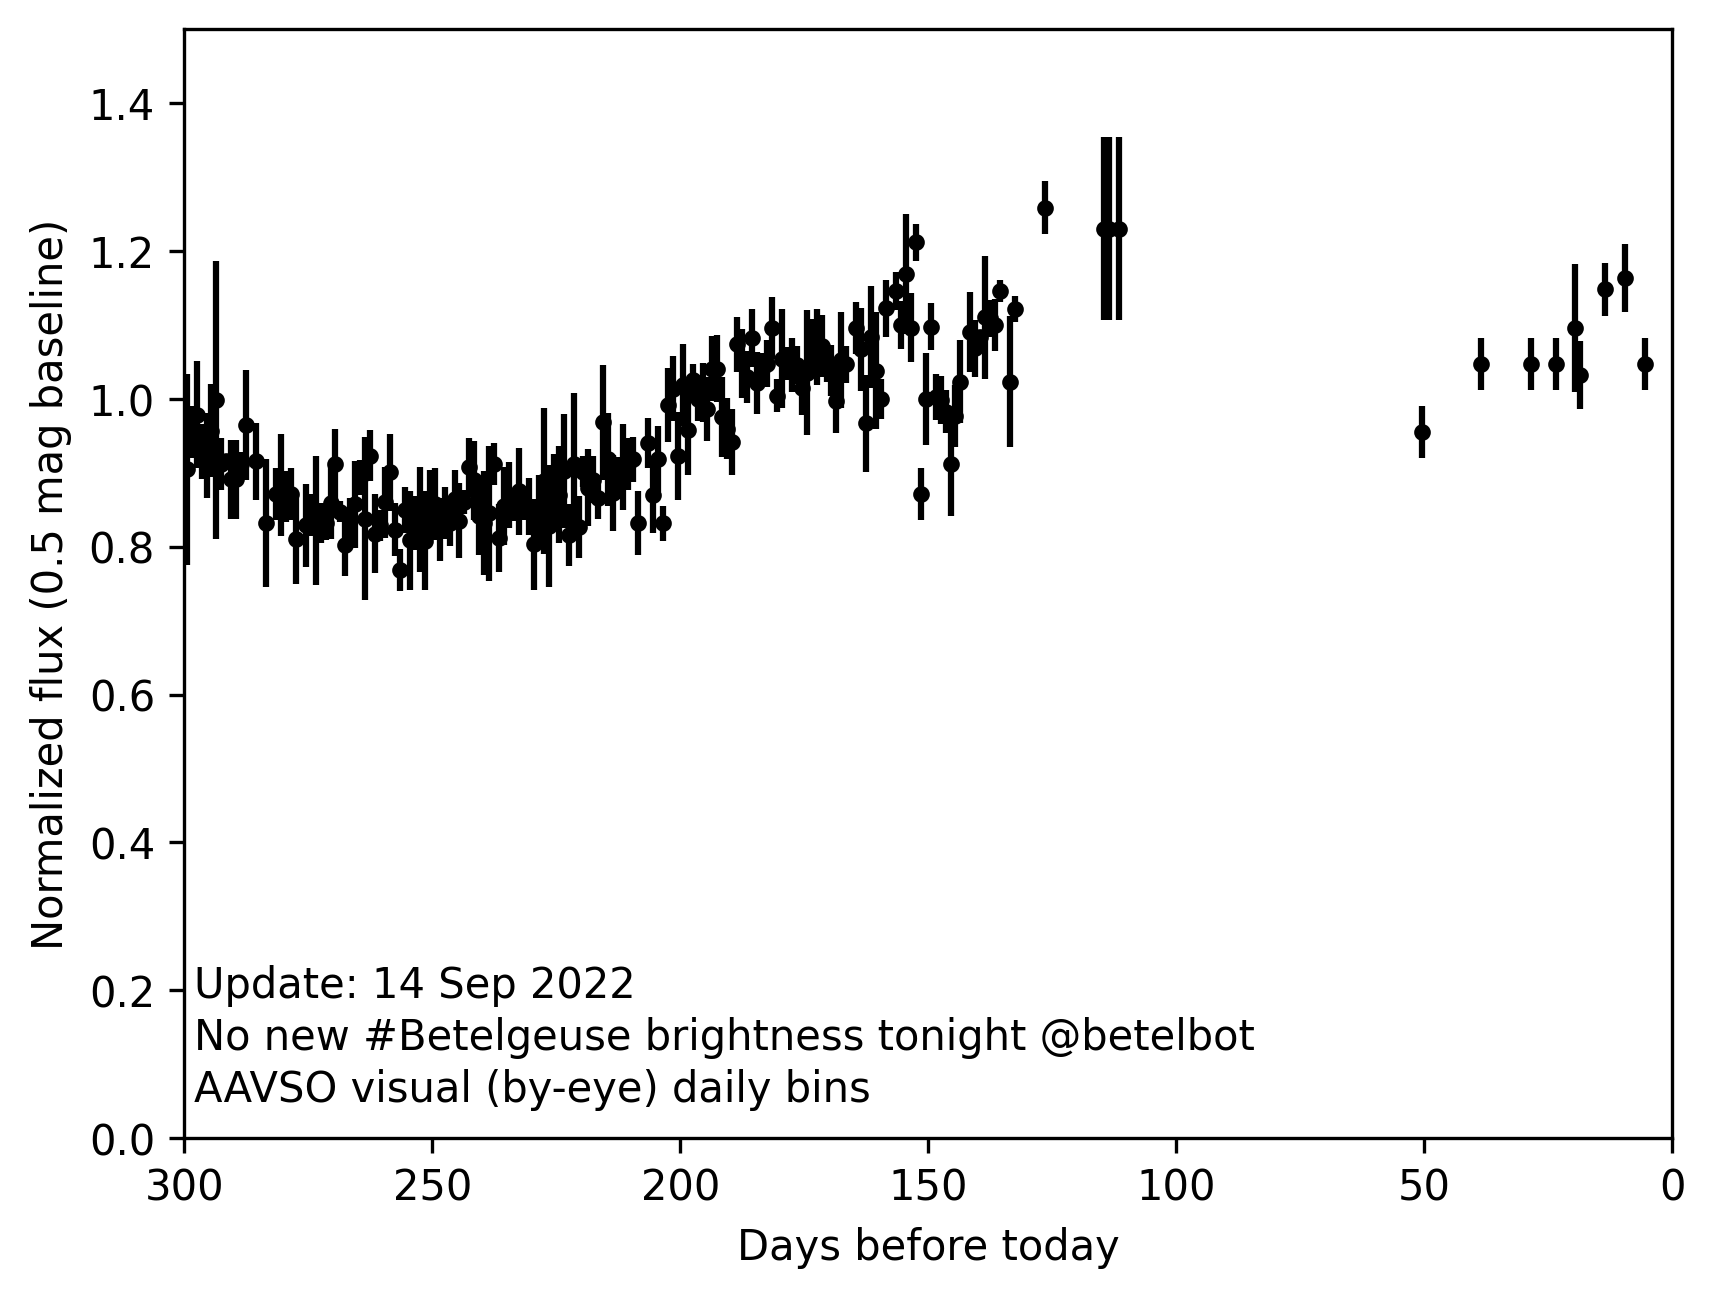 Normalized flux (0.5 mag baseline)
1.4
1.2
1.0
0.8
0.6
0.4
0.2
0.0
Update: 14 Sep 2022
No new #Betelgeuse brightness tonight @betelbot
AAVSO visual (by-eye) daily bins
300 250 200 150 100 50 0
Days before today